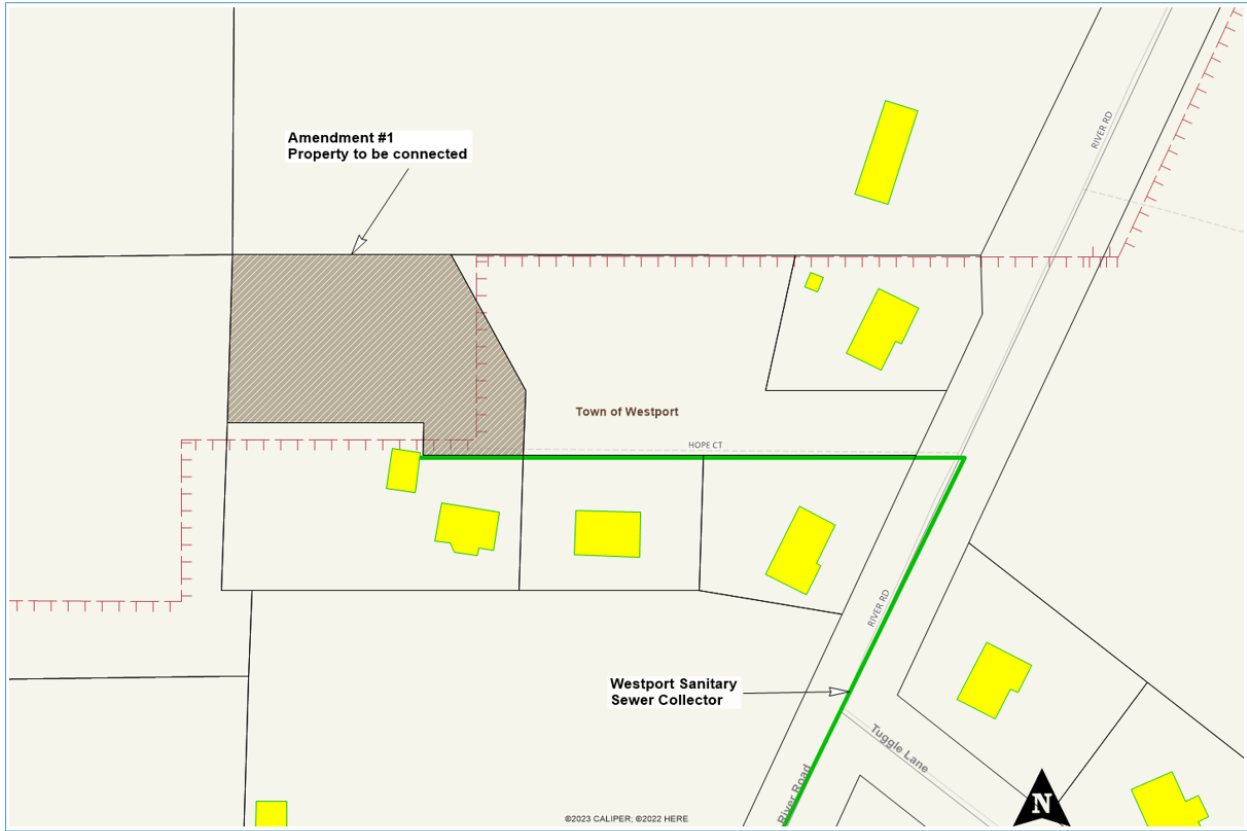 RIVER RD
Amendment #1
Property to be connected
Town of Westport
HOPE CT
RIVER RD
Westport Sanitary
Sewer Collector
Tuggle Lane
River Road
N
©2023 CALIPER; ©2022 HERE